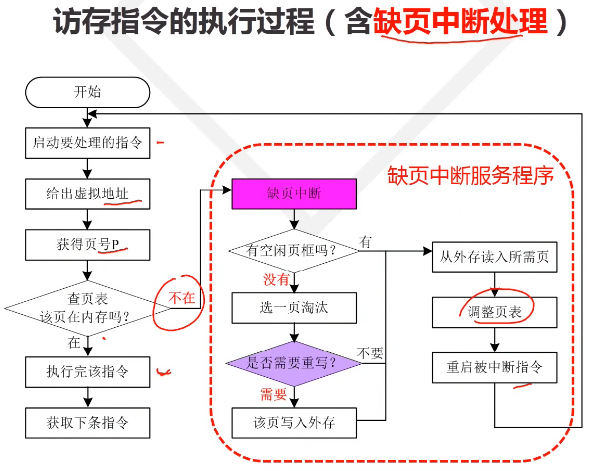 访存指令的执行过程（含缺页中断处理）
开始
启动要处理的指令
给出虚拟地址
获得页号P
查页表
该页在内存吗？
不在
在
执行完该指令
获取下条指令
缺页中断服务程序
缺页中断
有空闲页框吗？
有
没有
选一页淘汰
是否需要重写？
不要
需要
该页写入外存
从外存读入所需页
调整页表
重启被中断指令